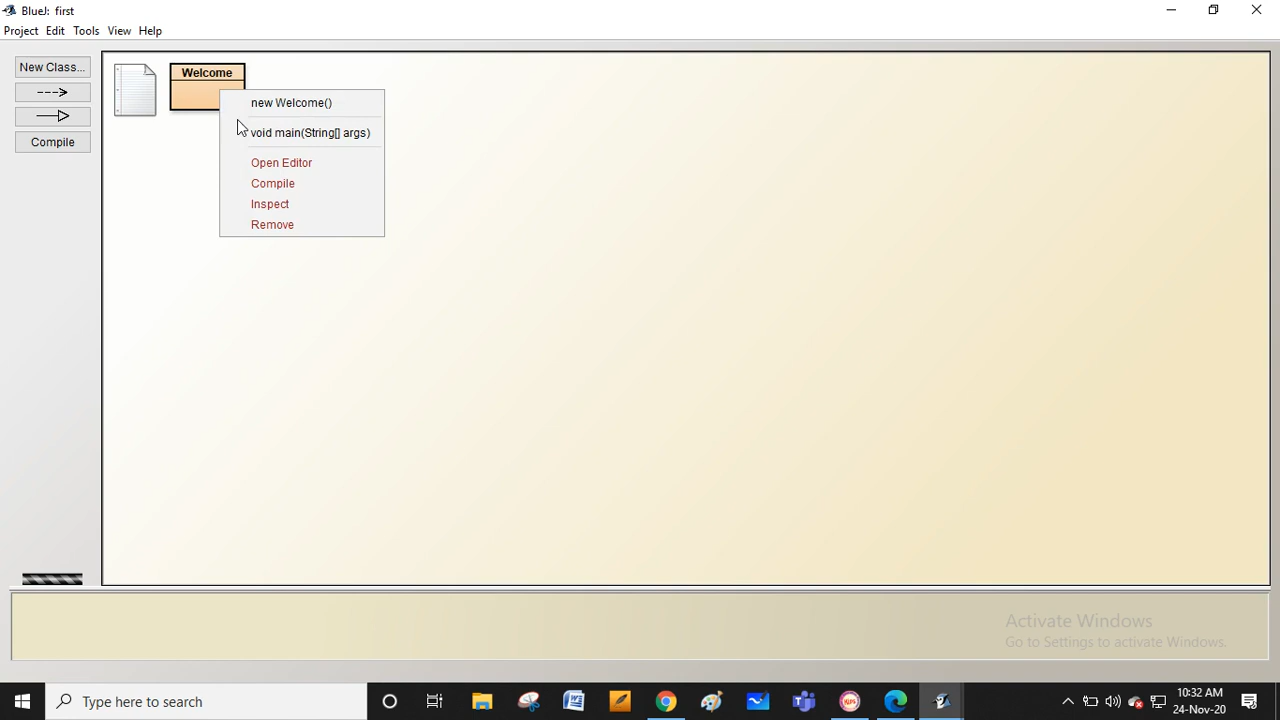 BlueJ: first
Project Edit Tools View Help
New Class...
Compile
Welcome
new Welcome()
void main(String[] args)
Open Editor
Compile
Inspect
Remove
Activate Windows
Go to Settings to activate Windows.
Type here to search
10:32 AM
24-Nov-20